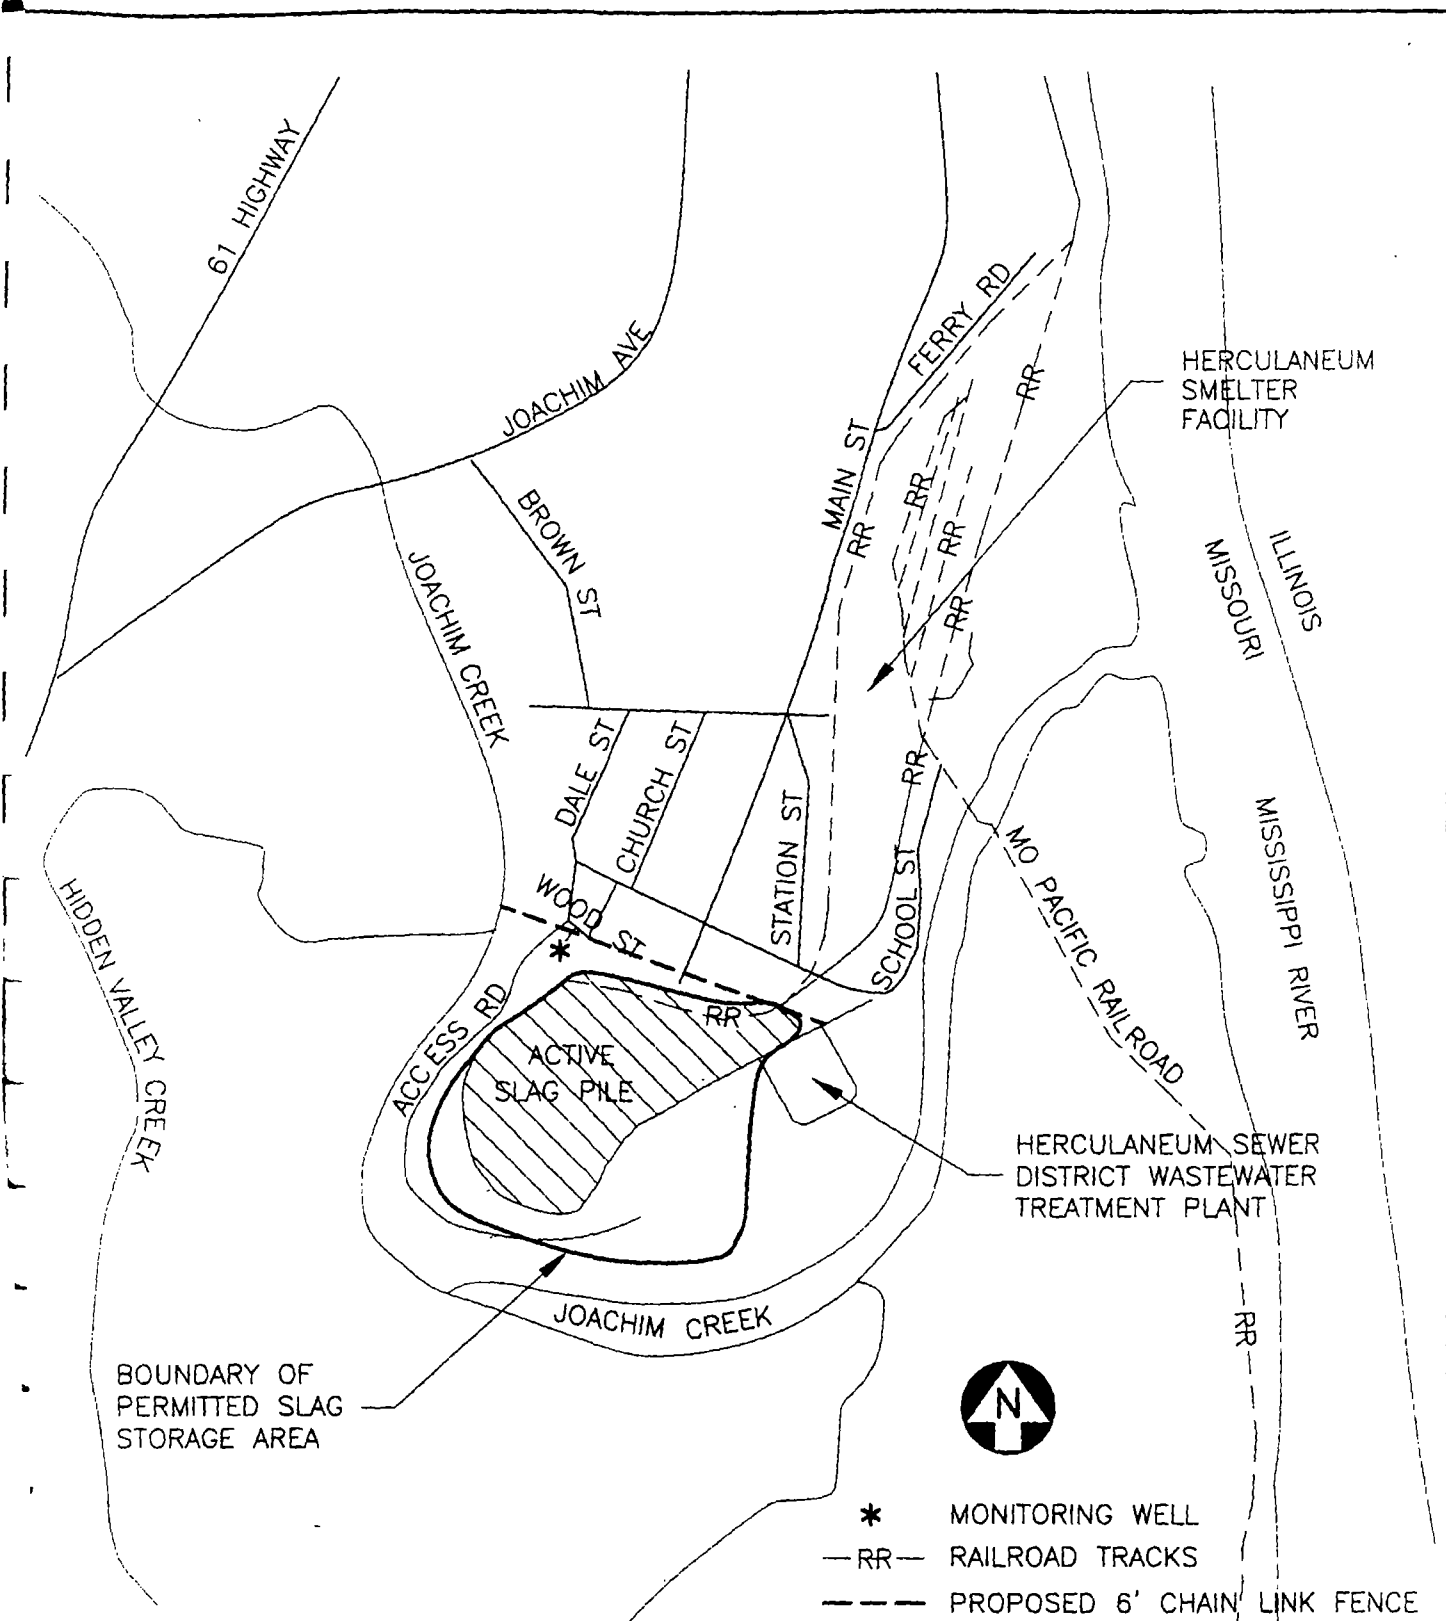 61 HIGHWAY
JOACHIM AVE
FERRY RD
HERCULANEUM
SMELTER
FACILITY
RR
MAIN ST
RR
RR
RR
BROWN ST
JOACHIM CREEK
ILLINOIS
MISSOURI
RR
DALE ST
CHURCH ST
RR
STATION ST
MISSISSIPPI RIVER
MO PACIFIC RAILROAD
SCHOOL ST
WOOD ST
*
HIDDEN VALLEY CREEK
ACCESS RD
RR
ACTIVE
SLAG PILE
HERCULANEUM SEWER
DISTRICT WASTEWATER
TREATMENT PLANT
JOACHIM CREEK
RR
BOUNDARY OF
PERMITTED SLAG
STORAGE AREA
N
* MONITORING WELL
—RR— RAILROAD TRACKS
PROPOSED 6' CHAIN LINK FENCE